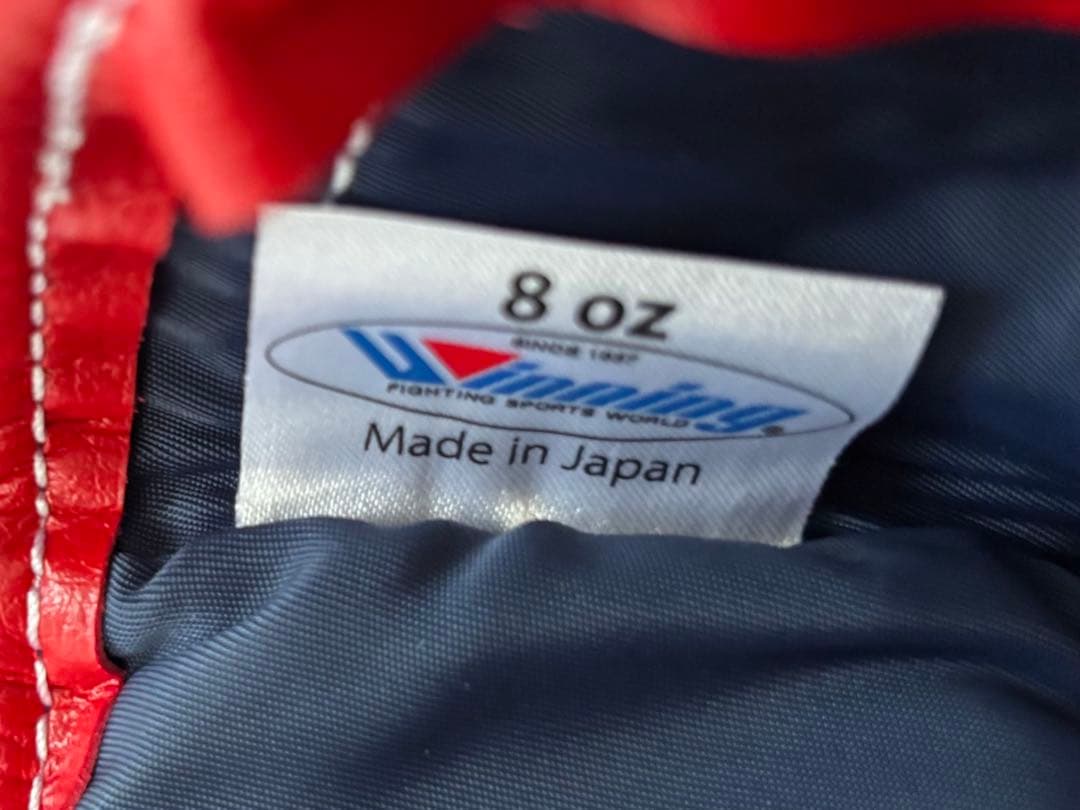 8 oz
SINCE 1937
Winning®
FIGHTING SPORTS WORLD
Made in Japan